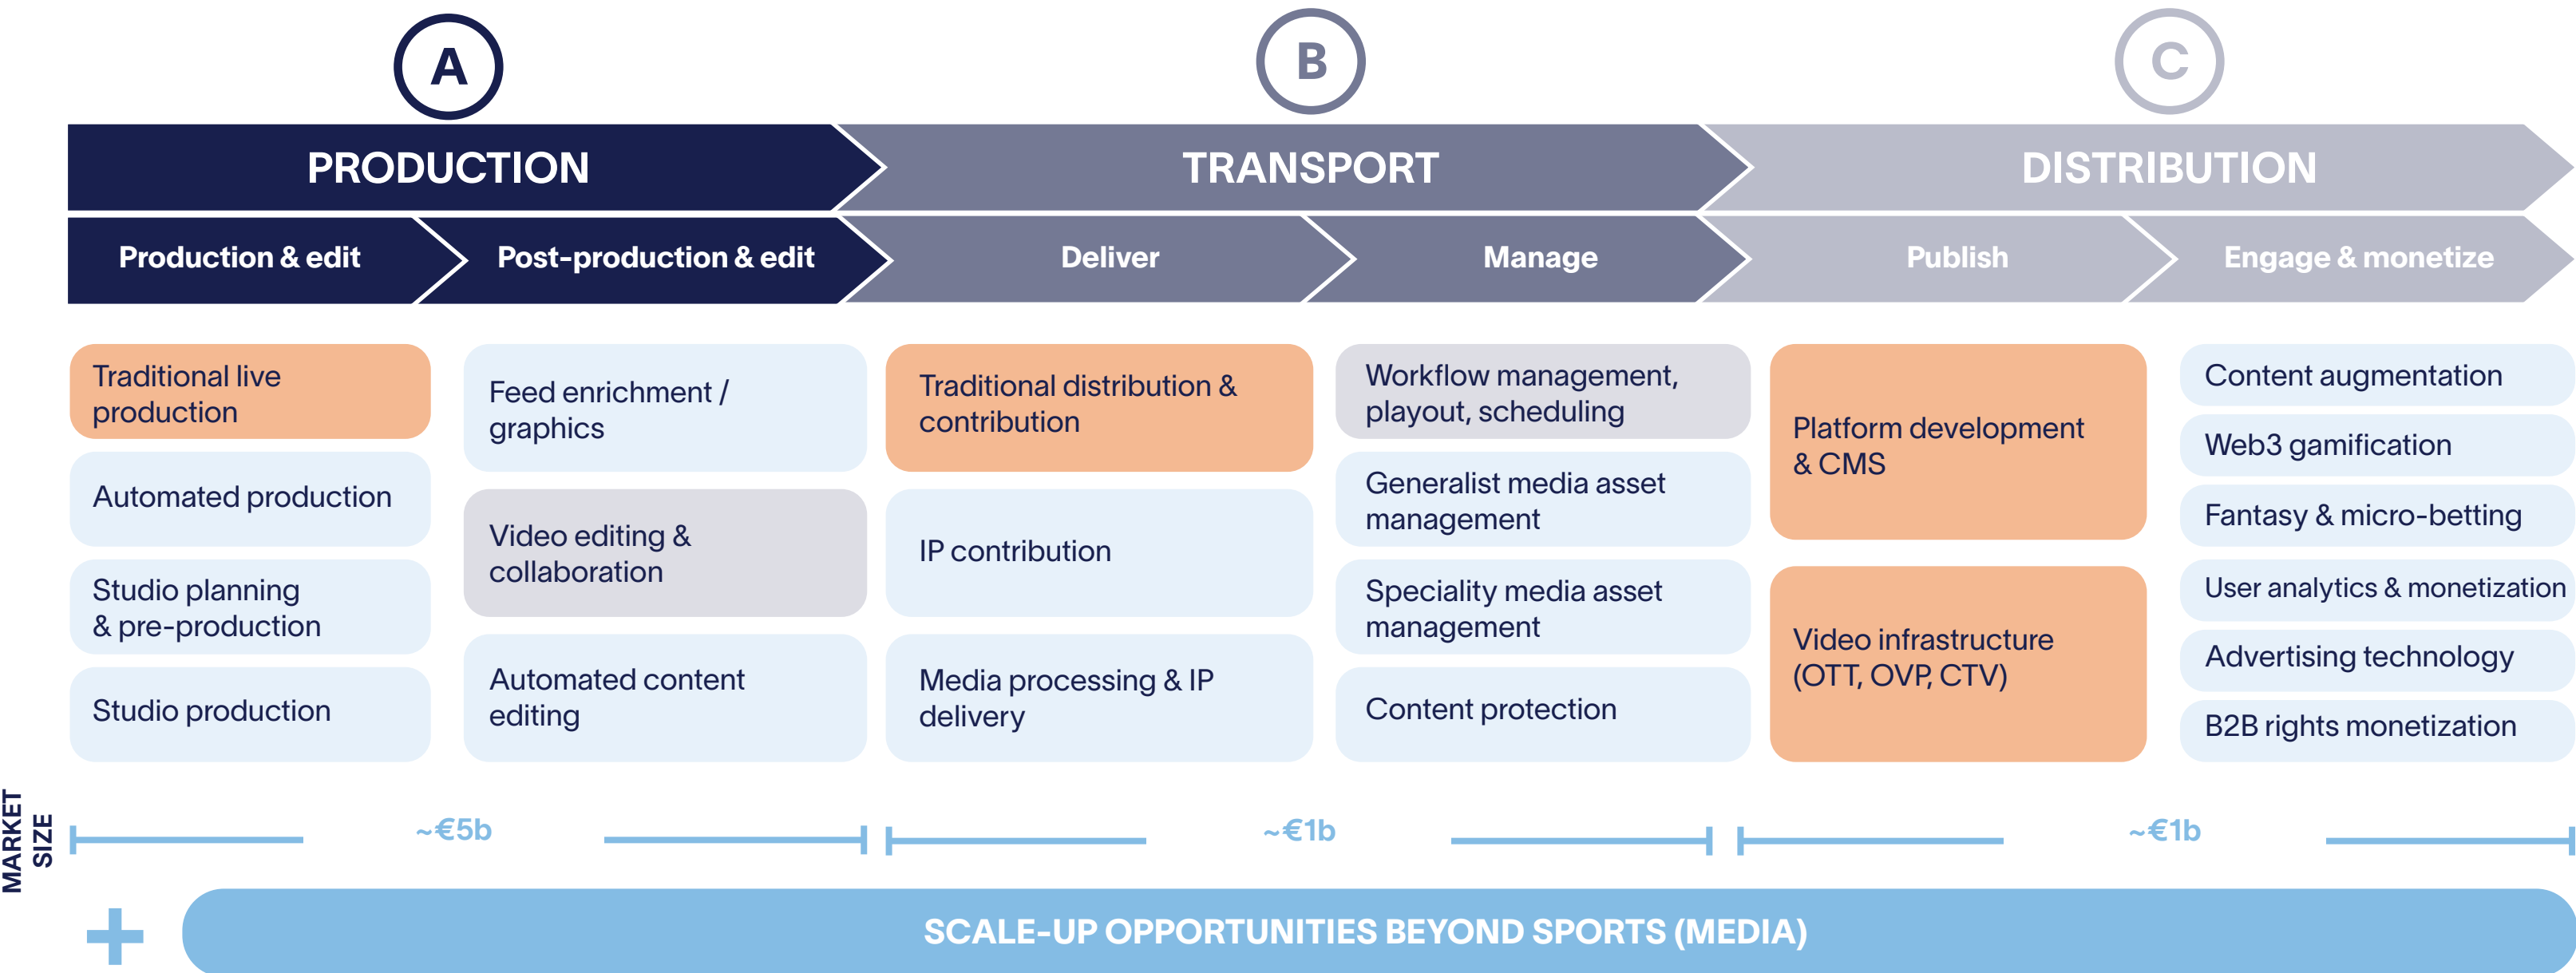 A
B
C
PRODUCTION
TRANSPORT
DISTRIBUTION
Production & edit
Post-production & edit
Deliver
Manage
Publish
Engage & monetize
Traditional live
production
Automated production
Studio planning
& pre-production
Studio production
Feed enrichment /
graphics
Video editing &
collaboration
Automated content
editing
Traditional distribution &
contribution
IP contribution
Media processing & IP
delivery
Workflow management,
playout, scheduling
Generalist media asset
management
Speciality media asset
management
Content protection
Platform development
& CMS
Video infrastructure
(OTT, OVP, CTV)
Content augmentation
Web3 gamification
Fantasy & micro-betting
User analytics & monetization
Advertising technology
B2B rights monetization
MARKET
SIZE
~€5b
~€1b
~€1b
+
SCALE-UP OPPORTUNITIES BEYOND SPORTS (MEDIA)